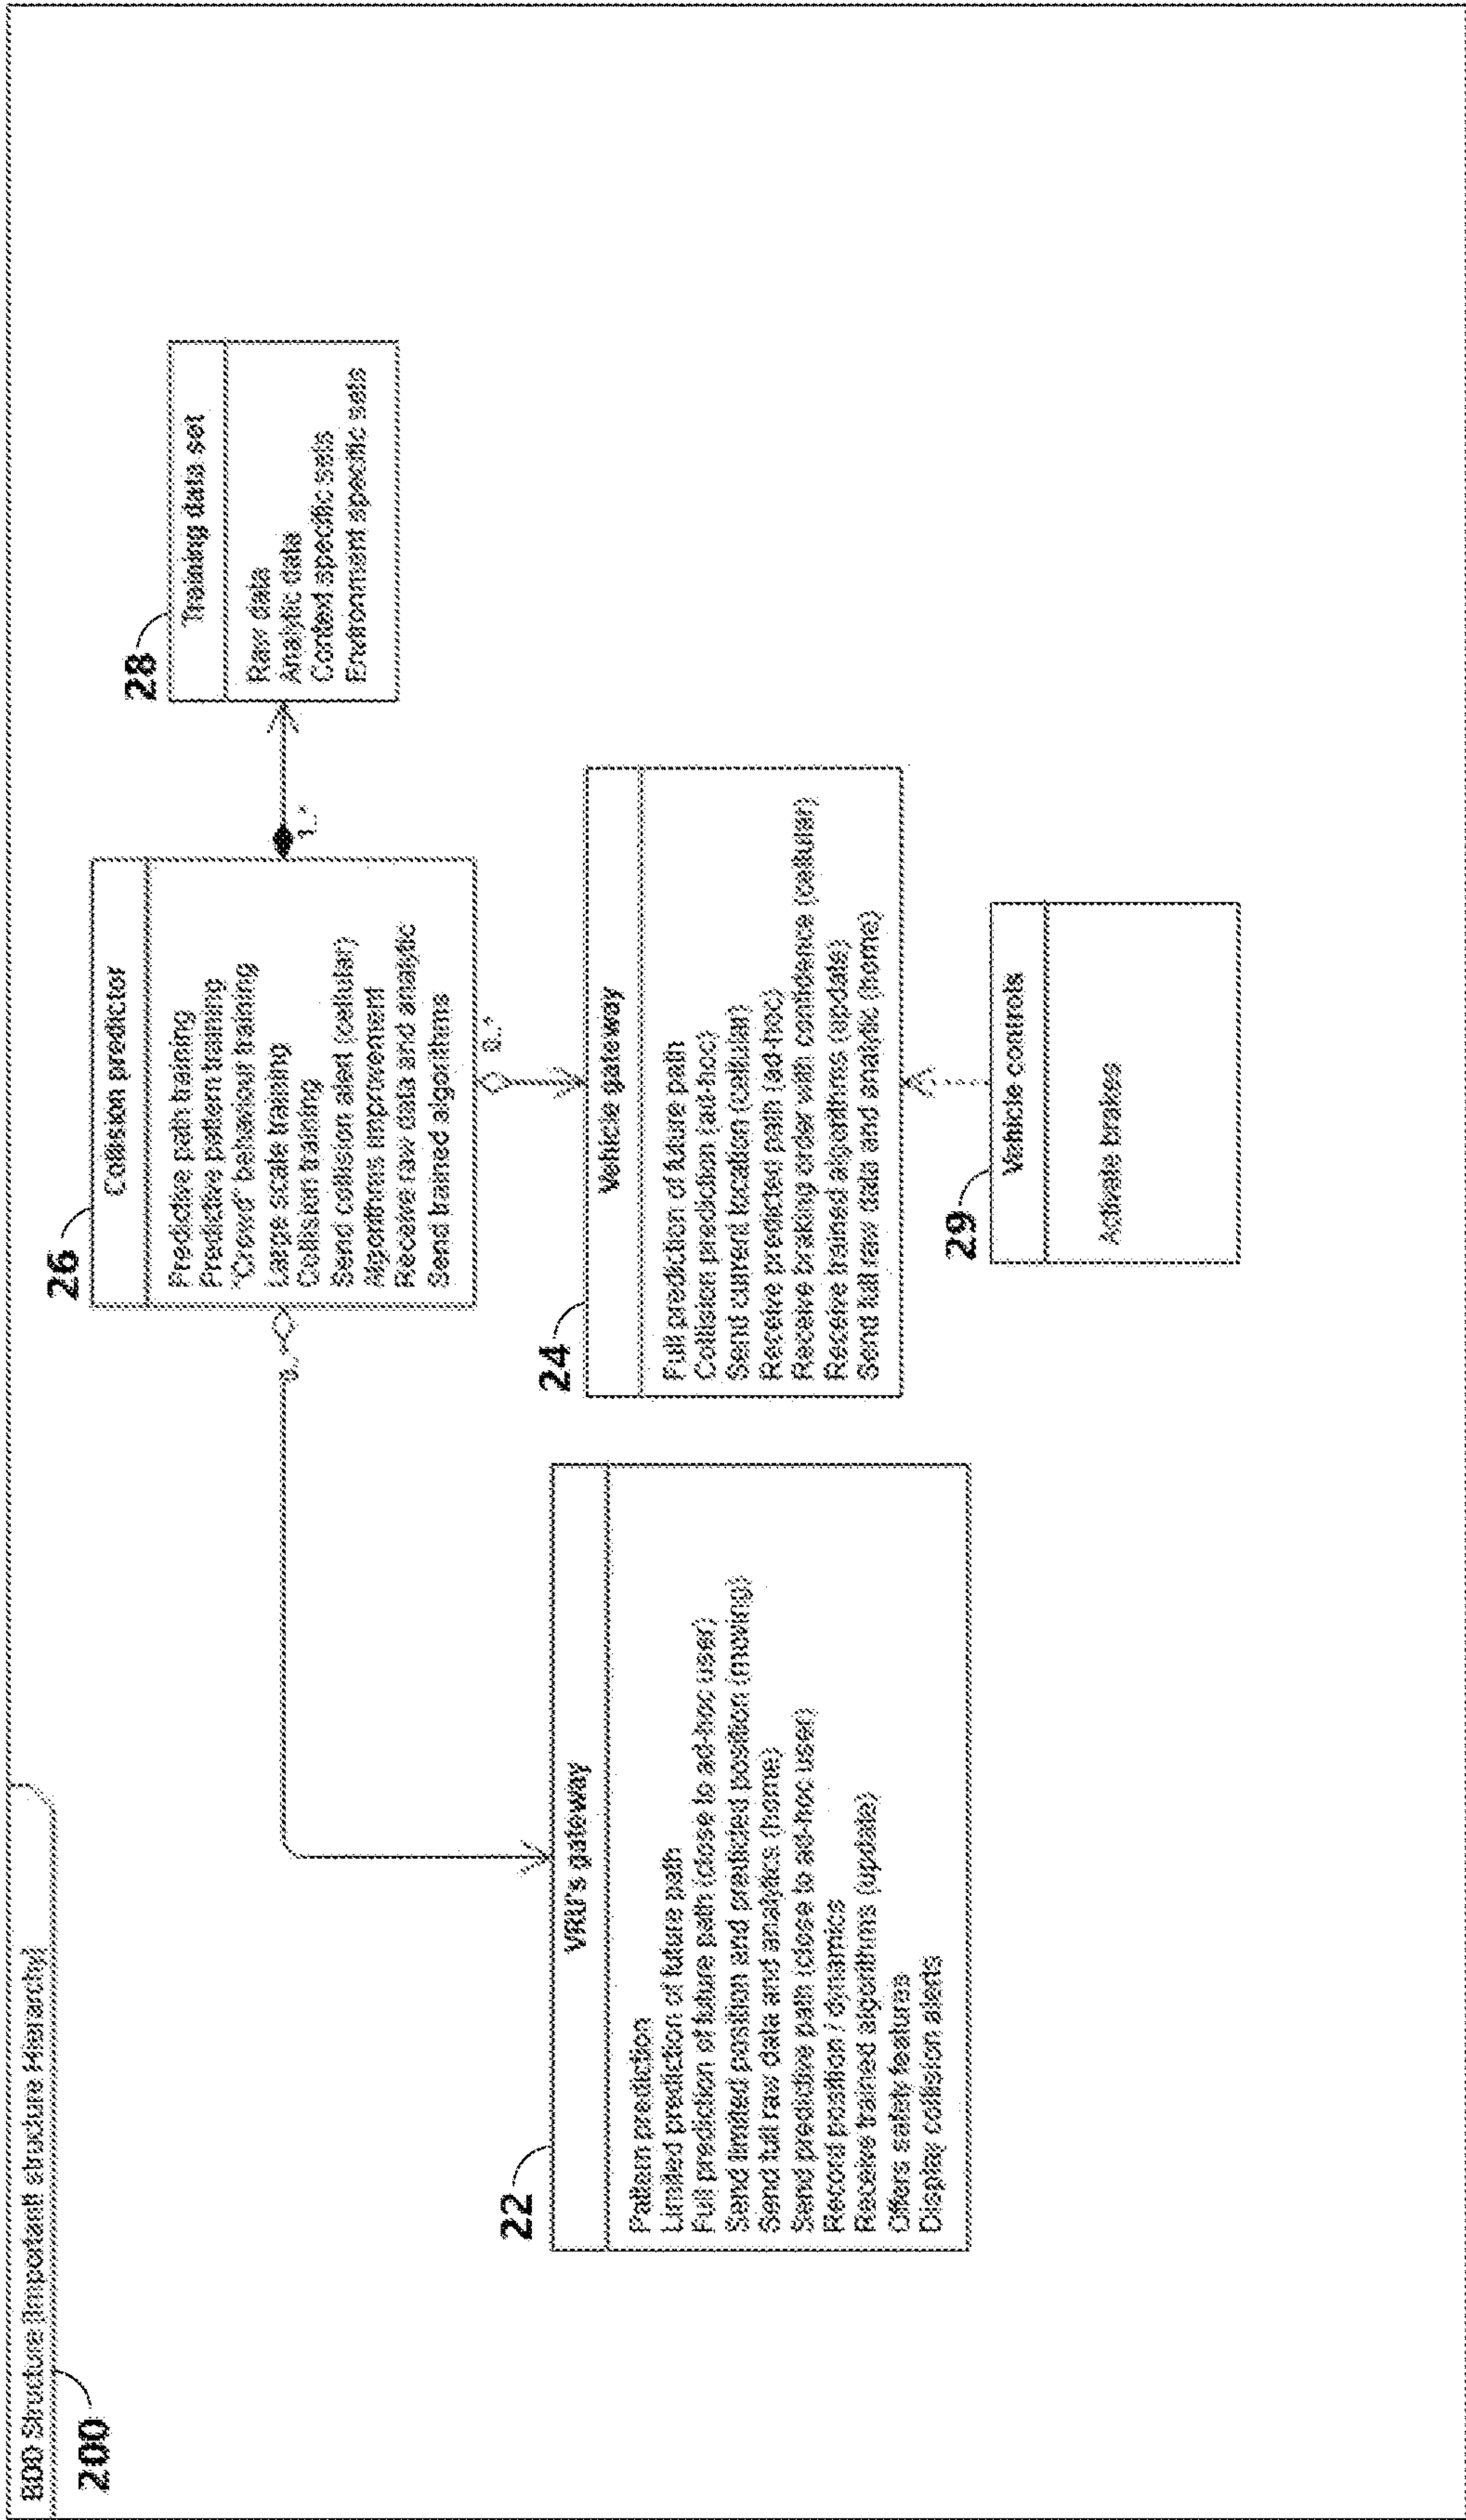 BDD Structure [Important structure Hierarchy]
200
26
Collision predictor
Predictive path training
Predictive pattern training
"Crowd" behaviour training
Large scale training
Collision training
Send collision alert (cellular)
Algorithms improvement
Receive raw data and analytic
Send trained algorithms
28
Training data set
Raw data
Analytic data
Context specific sets
Environment specific sets
22
VRU's gateway
Pattern prediction
Limited prediction of future path
Full prediction of future path (close to ad-hoc user)
Send limited position and predicted position (moving)
Send full raw data and analytics (home)
Send predictive path (close to ad-hoc user)
Record position / dynamics
Receive trained algorithms (update)
Offers safety features
Display collision alerts
24
Vehicle gateway
Full prediction of future path
Collision prediction (ad-hoc)
Send current location (cellular)
Receive predicted path (ad-hoc)
Receive braking order with confidence (cellular)
Receive trained algorithms (update)
Send full raw data and analytic (home)
29
Vehicle controls
Activate brakes